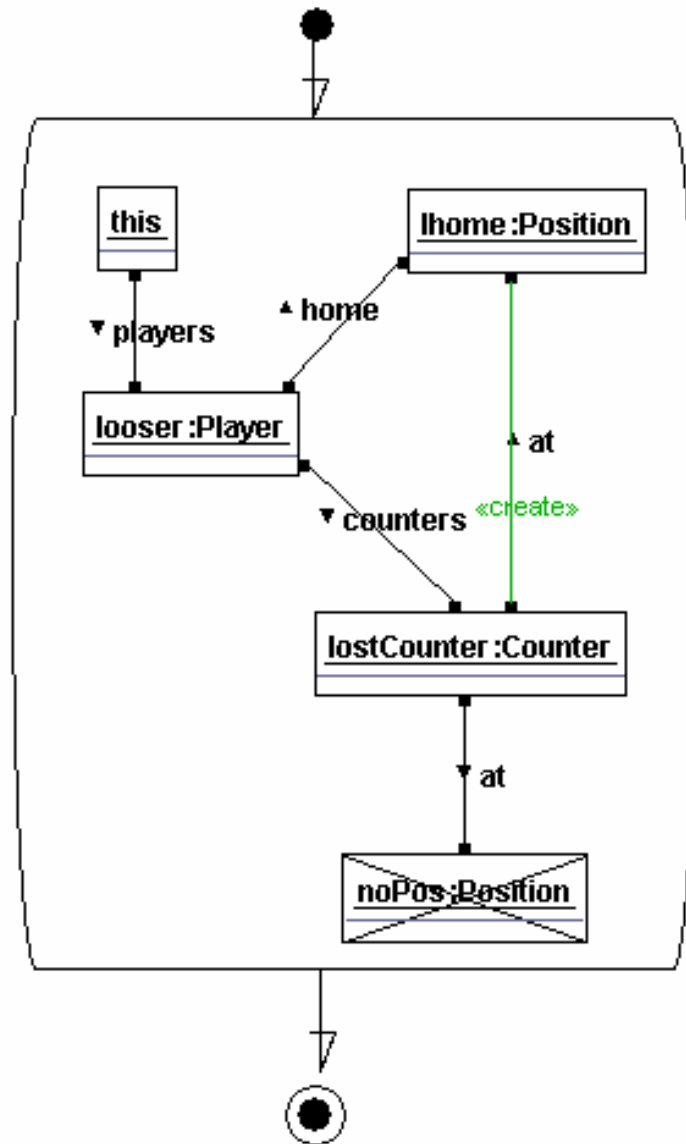 this
lhome :Position
home
players
looser :Player
at
counters
«create»
lostCounter :Counter
at
noPos :Position